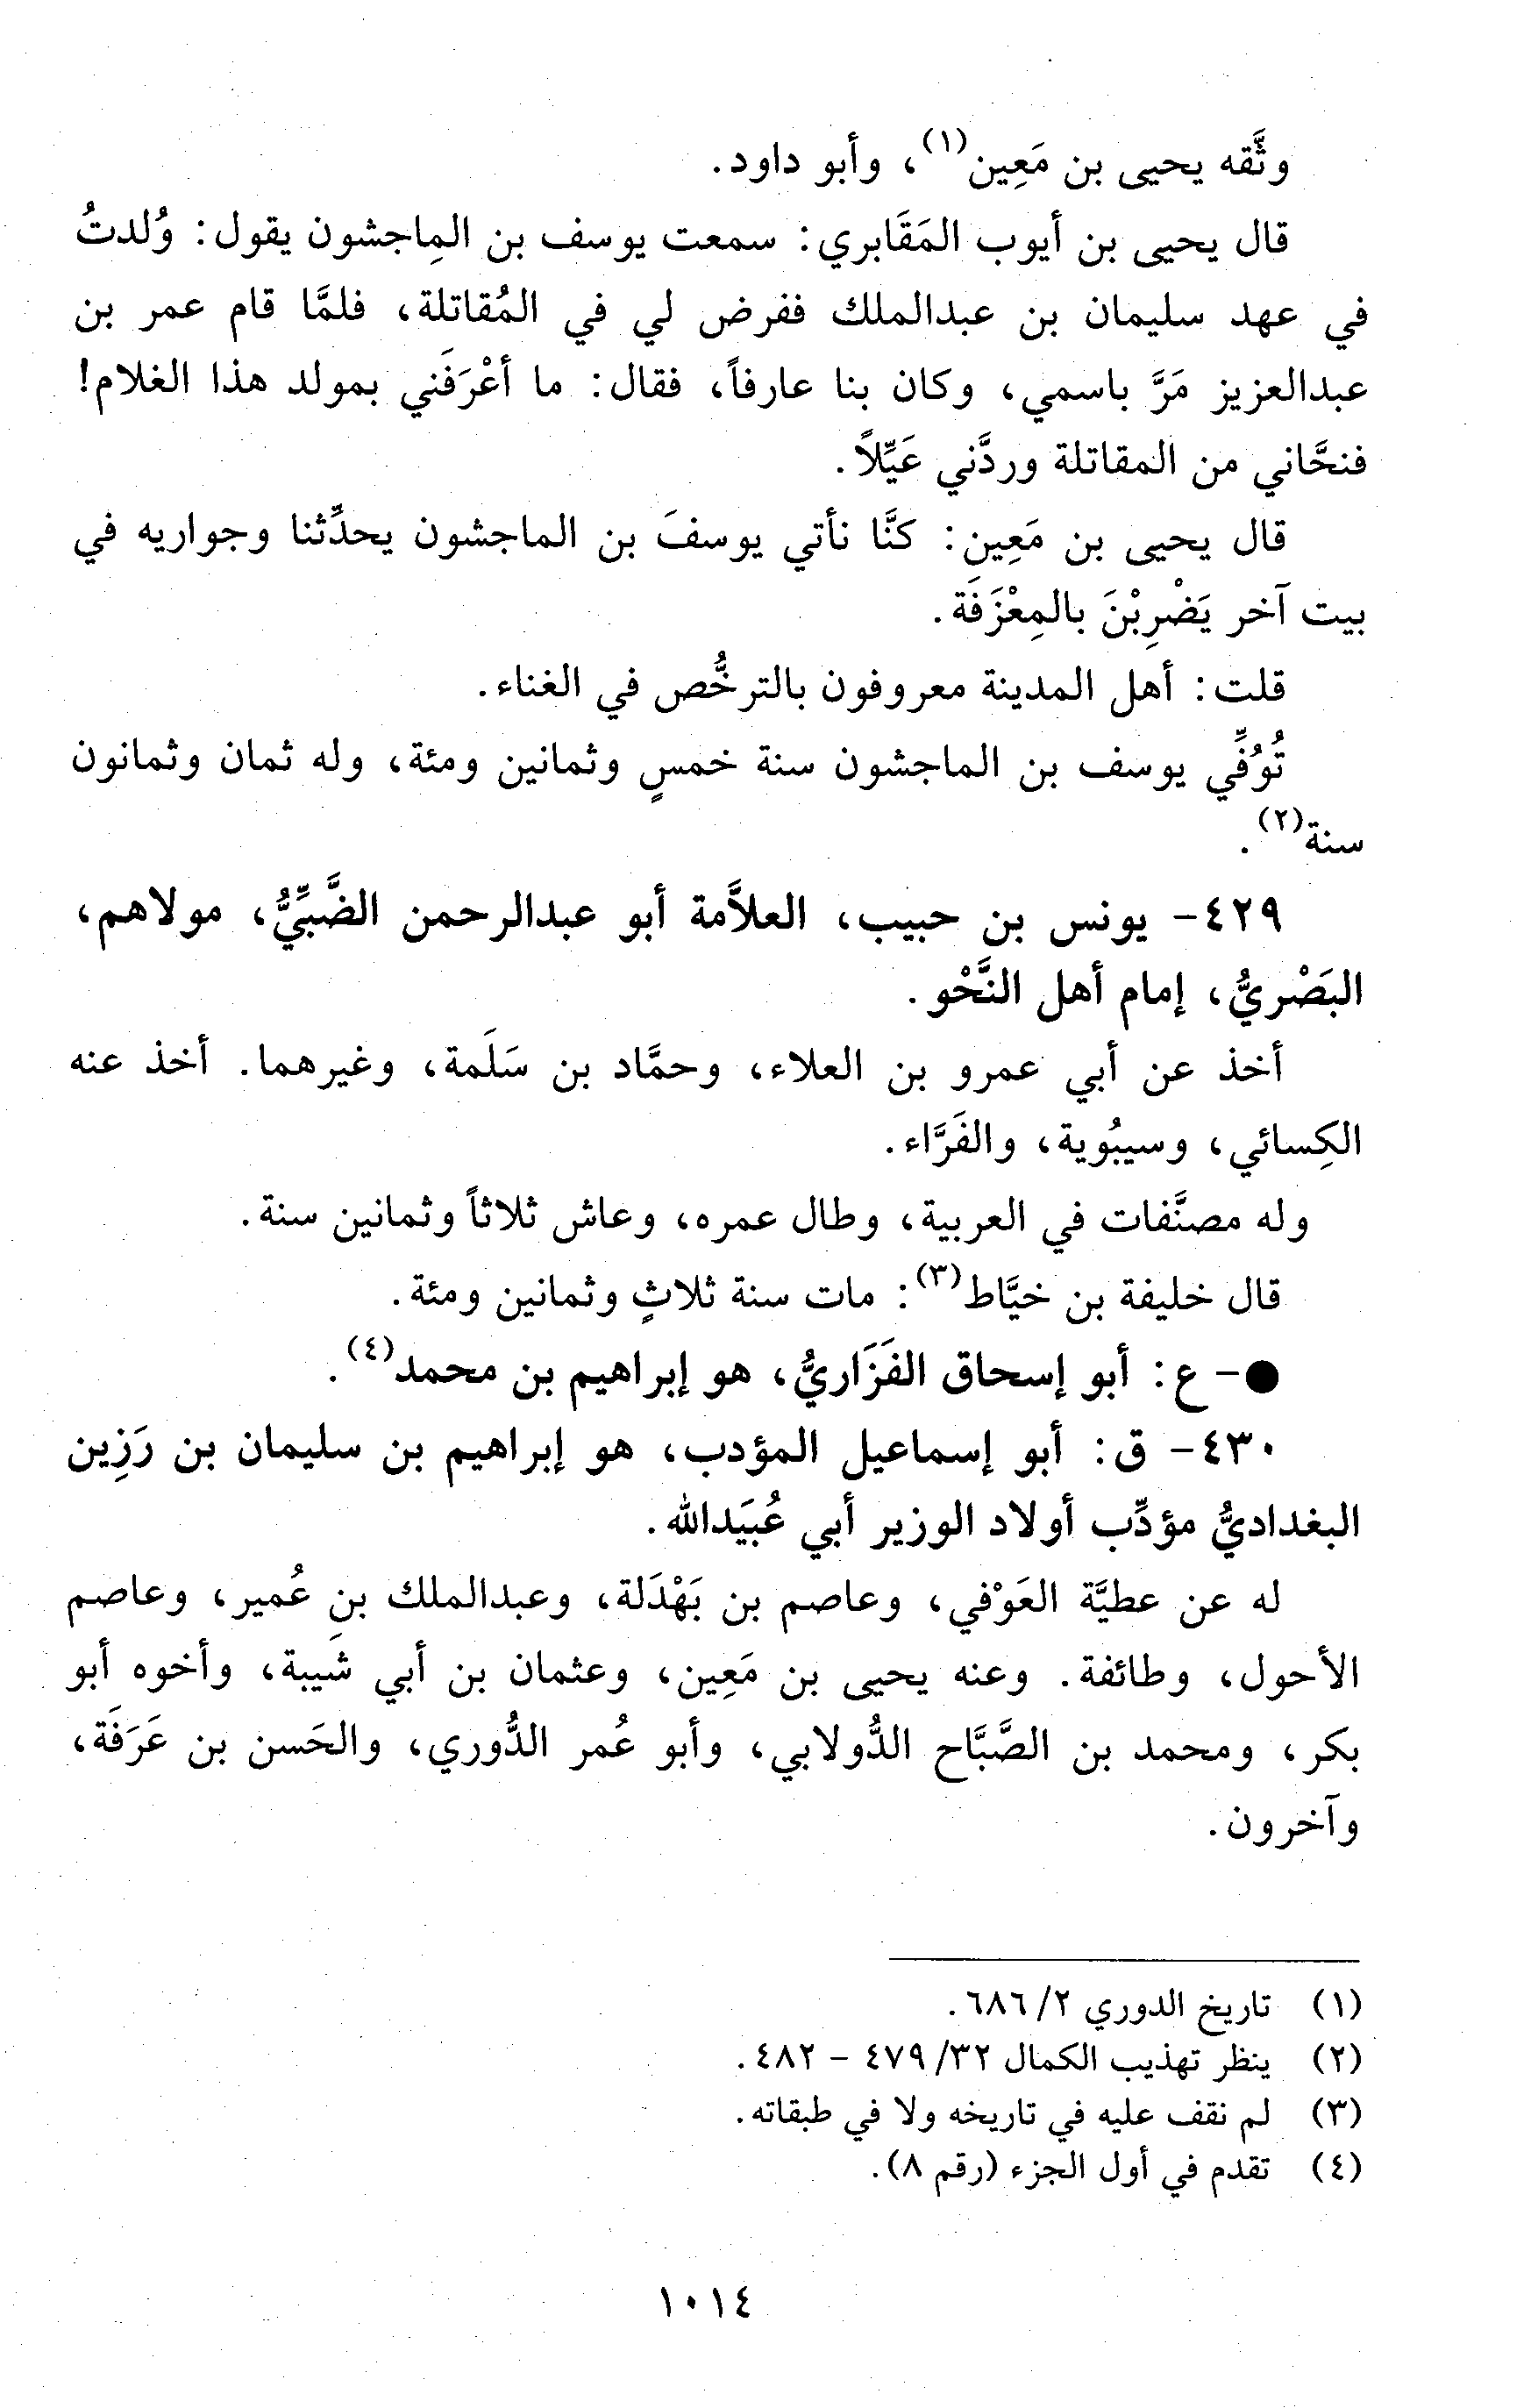 وثَّقه يحيى بن مَعِين(١)، وأبو داود.
قال يحيى بن أيوب المَقَابري: سمعت يوسف بن المِاجشون يقول: وُلدتُ
في عهد سليمان بن عبدالملك ففرض لي في المُقاتلة، فلمَّا قام عمر بن
عبدالعزيز مَرَّ باسمي، وكان بنا عارفاً، فقال: ما أعْرَفَني بمولد هذا الغلام!
فنحَّاني من المقاتلة وردَّني عَيِّلاً.
قال يحيى بن مَعِين: كنَّا نأتي يوسفَ بن الماجشون يحدِّثنا وجواريه في
بيت آخر يَضْرِبْنَ بالمِعْزَفَة.
قلت: أهل المدينة معروفون بالترخُّص في الغناء.
تُوُفِّي يوسف بن الماجشون سنة خمسٍ وثمانين ومئة، وله ثمان وثمانون
سنة(٢).
٤٢٩- يونس بن حبيب، العلاَّمة أبو عبدالرحمن الضَّبِّيُّ، مولاهم،
البَصْريُّ، إمام أهل النَّحْو.
أخذ عن أبي عمرو بن العلاء، وحمَّاد بن سَلَمة، وغيرهما. أخذ عنه
الكِسائي، وسيبُوية، والفَرَّاء.
وله مصنَّفات في العربية، وطال عمره، وعاش ثلاثاً وثمانين سنة.
قال خليفة بن خيَّاط(٣): مات سنة ثلاثٍ وثمانين ومئة.
●- ع: أبو إسحاق الفَزَاريُّ، هو إبراهيم بن محمد(٤).
٤٣٠- ق: أبو إسماعيل المؤدب، هو إبراهيم بن سليمان بن رَزِين
البغداديُّ مؤدِّب أولاد الوزير أبي عُبَيدالله.
له عن عطيَّة العَوْفي، وعاصم بن بَهْدَلة، وعبدالملك بنِ عُمير، وعاصم
الأحول، وطائفة. وعنه يحيى بن مَعِين، وعثمان بن أبي شَيبة، وأخوه أبو
بكر، ومحمد بن الصَّبَّاح الدُّولابي، وأبو عُمر الدُّوري، والحَسن بن عَرَفَة،
وآخرون.
(١) تاريخ الدوري ٢/ ٦٨٦.
(٢) ينظر تهذيب الكمال ٣٢/ ٤٧٩ - ٤٨٢.
(٣) لم نقف عليه في تاريخه ولا في طبقاته.
(٤) تقدم في أول الجزء (رقم ٨).
١٠١٤